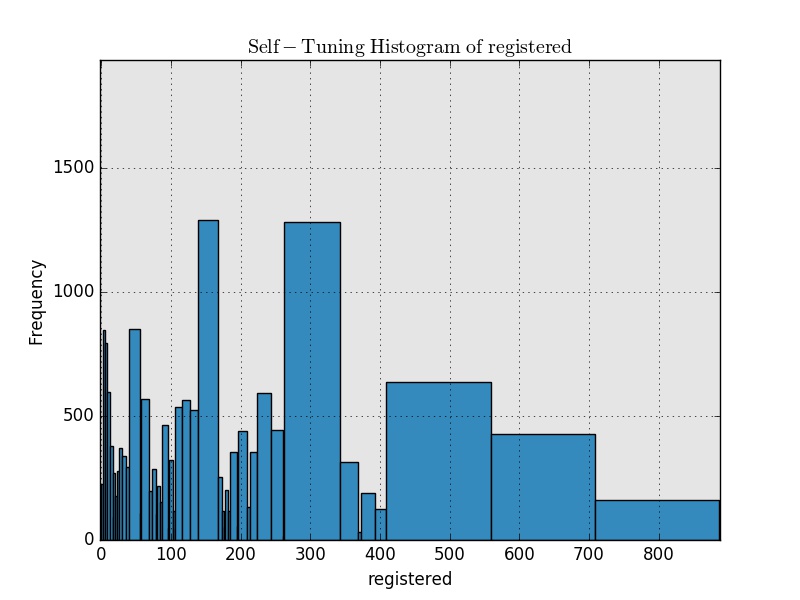 Self − Tuning Histogram of registered
1500
1000
500
0
Frequency
0 100 200 300 400 500 600 700 800
registered